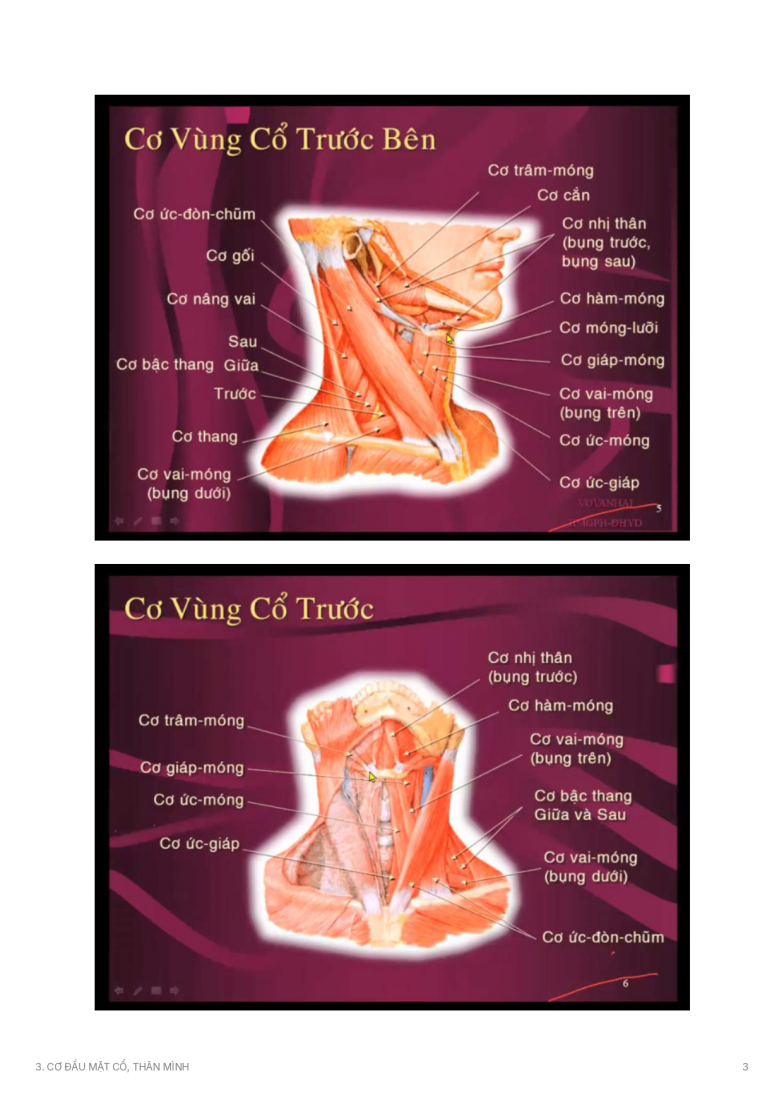 Cơ Vùng Cổ Trước Bên
Cơ trâm-móng
Cơ cắn
Cơ nhị thân
(bụng trước,
bụng sau)
Cơ hàm-móng
Cơ móng-lưỡi
Cơ giáp-móng
Cơ vai-móng
(bụng trên)
Cơ ức-móng
Cơ ức-giáp
Cơ ức-đòn-chũm
Cơ gối
Cơ nâng vai
Sau
Cơ bậc thang Giữa
Trước
Cơ thang
Cơ vai-móng
(bụng dưới)
VOVANHAI
5
Cơ Vùng Cổ Trước
Cơ nhị thân
(bụng trước)
Cơ hàm-móng
Cơ vai-móng
(bụng trên)
Cơ bậc thang
Giữa và Sau
Cơ vai-móng
(bụng dưới)
Cơ ức-đòn-chũm
Cơ trâm-móng
Cơ giáp-móng
Cơ ức-móng
Cơ ức-giáp
6
3. CƠ ĐẦU MẶT CỔ, THÂN MÌNH
3